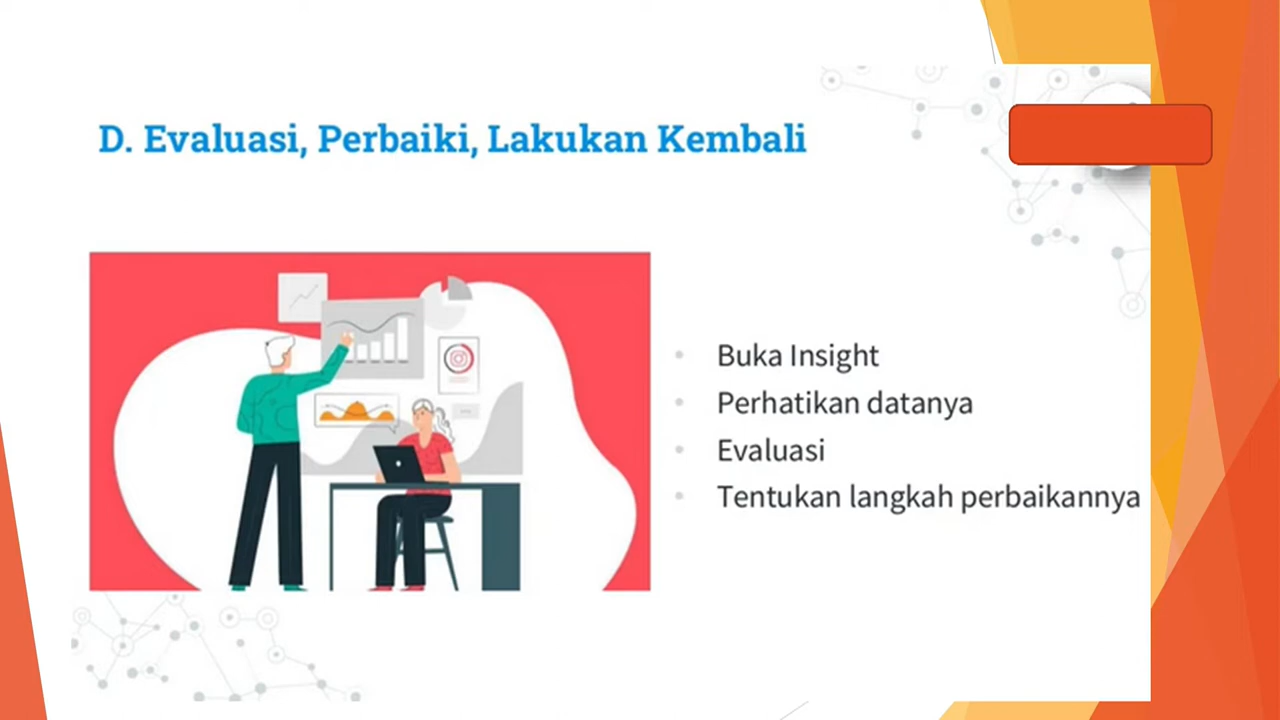 D. Evaluasi, Perbaiki, Lakukan Kembali
Buka Insight
Perhatikan datanya
Evaluasi
Tentukan langkah perbaikannya